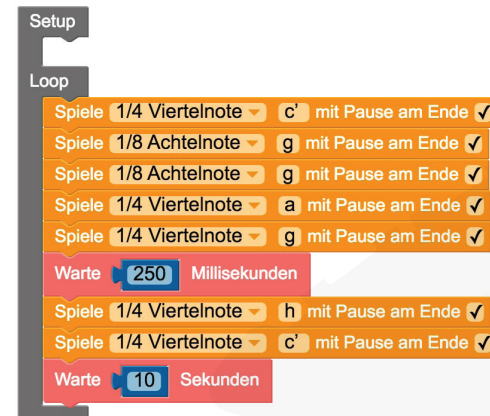 Setup
Loop
Spiele 1/4 Viertelnote c' mit Pause am Ende ✓
Spiele 1/8 Achtelnote g mit Pause am Ende ✓
Spiele 1/8 Achtelnote g mit Pause am Ende ✓
Spiele 1/4 Viertelnote a mit Pause am Ende ✓
Spiele 1/4 Viertelnote g mit Pause am Ende ✓
Warte 250 Millisekunden
Spiele 1/4 Viertelnote h mit Pause am Ende ✓
Spiele 1/4 Viertelnote c' mit Pause am Ende ✓
Warte 10 Sekunden